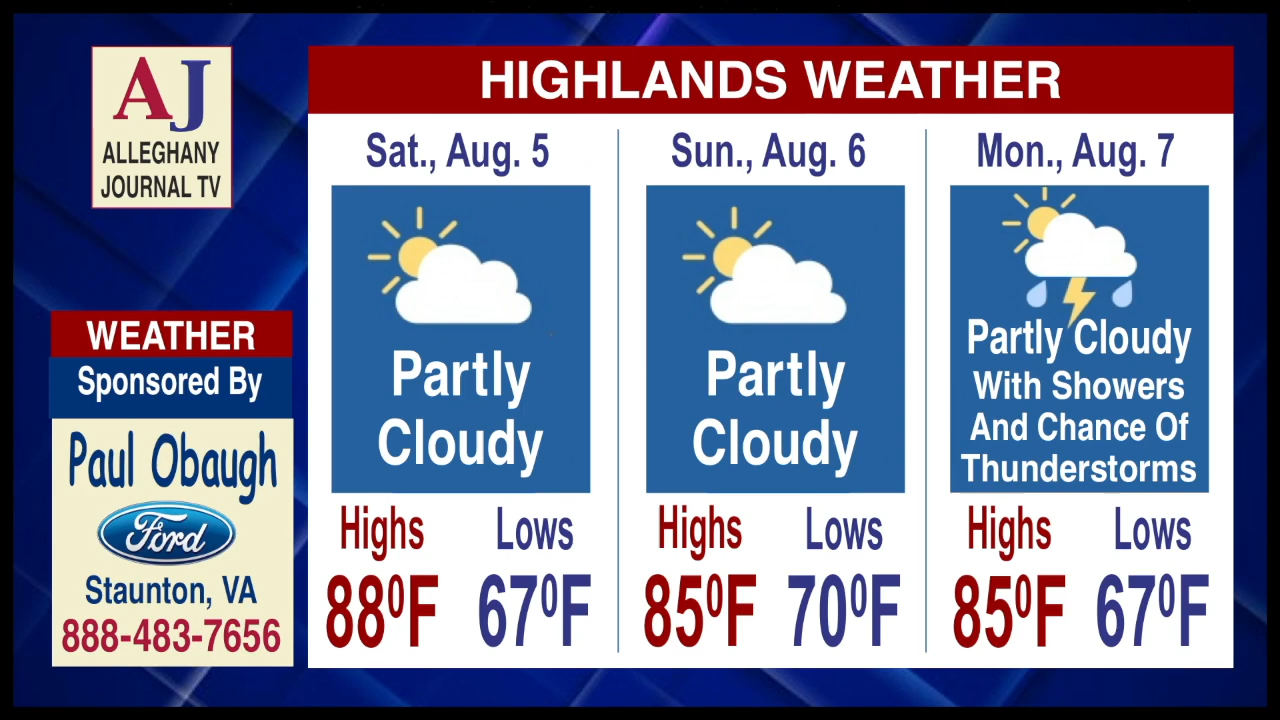 AJ
ALLEGHANY
JOURNAL TV
HIGHLANDS WEATHER
Sat., Aug. 5
Partly
Cloudy
Highs Lows
88⁰F 67⁰F
Sun., Aug. 6
Partly
Cloudy
Highs Lows
85⁰F 70⁰F
Mon., Aug. 7
Partly Cloudy
With Showers
And Chance Of
Thunderstorms
Highs Lows
85⁰F 67⁰F
WEATHER
Sponsored By
Paul Obaugh
Ford
Staunton, VA
888-483-7656